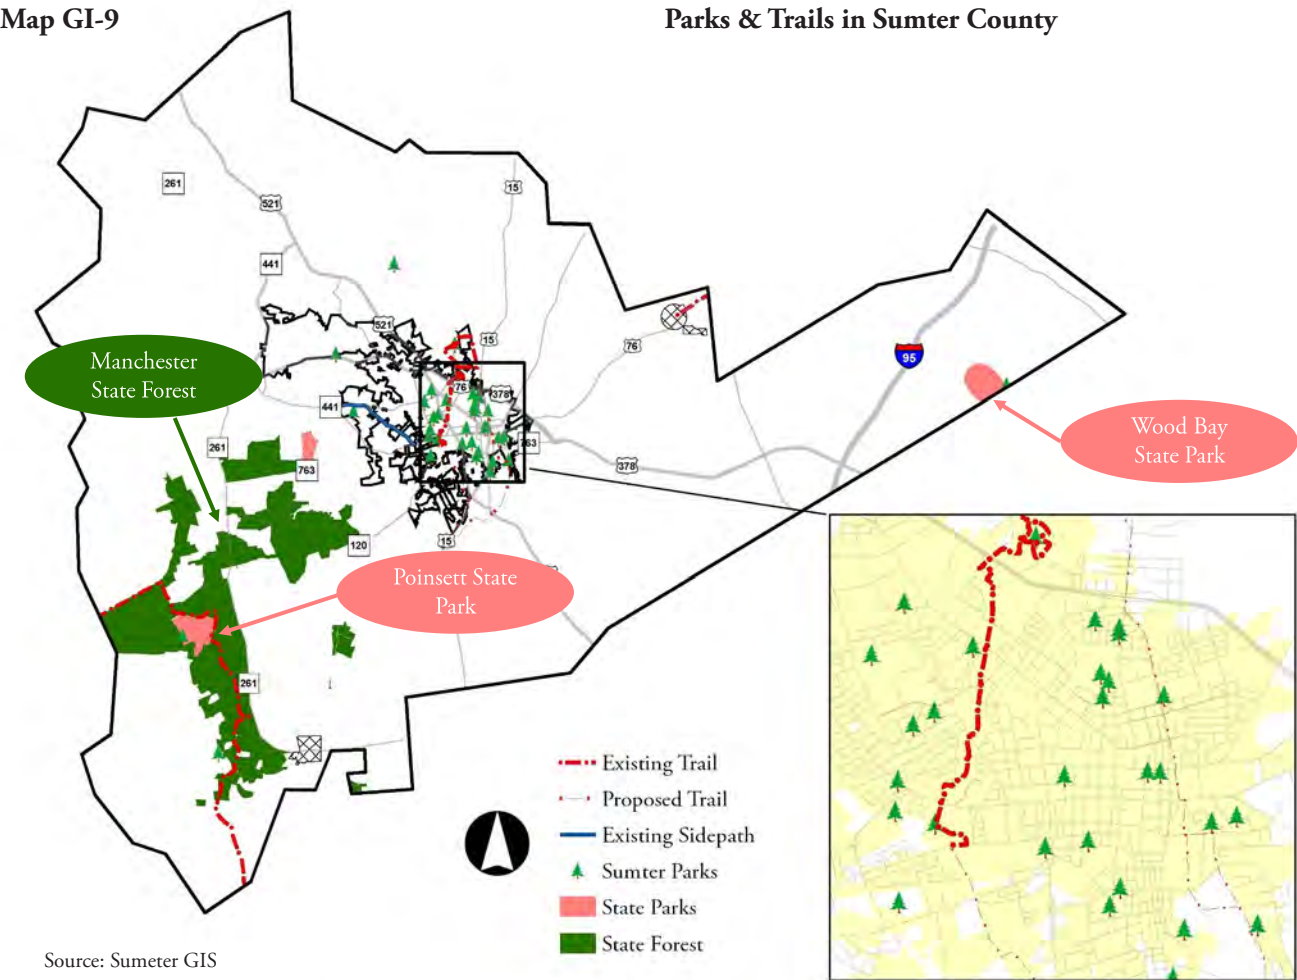 Map GI-9
Parks & Trails in Sumter County
261
521
15
441
521
15
76
95
Manchester
State Forest
76
378
441
763
Wood Bay
State Park
261
763
378
120
15
Poinsett State
Park
261
Existing Trail
Proposed Trail
Existing Sidepath
Sumter Parks
State Parks
State Forest
Source: Sumeter GIS